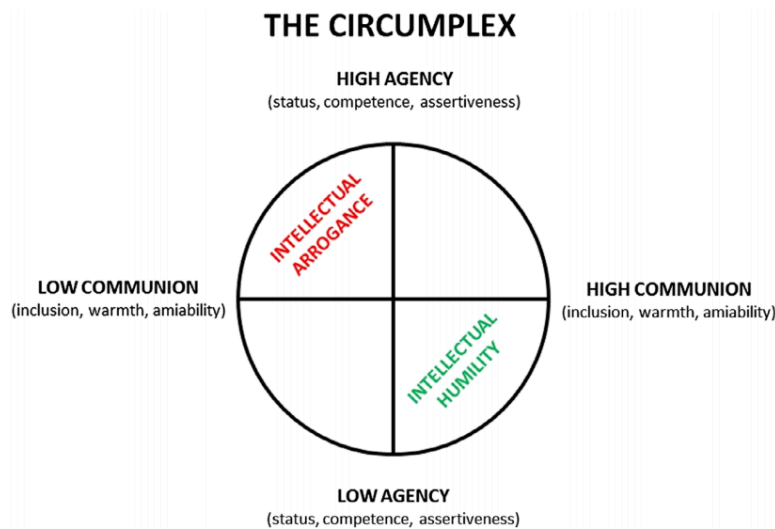 THE CIRCUMPLEX
HIGH AGENCY
(status, competence, assertiveness)
INTELLECTUAL
ARROGANCE
LOW COMMUNION
(inclusion, warmth, amiability)
HIGH COMMUNION
(inclusion, warmth, amiability)
INTELLECTUAL
HUMILITY
LOW AGENCY
(status, competence, assertiveness)